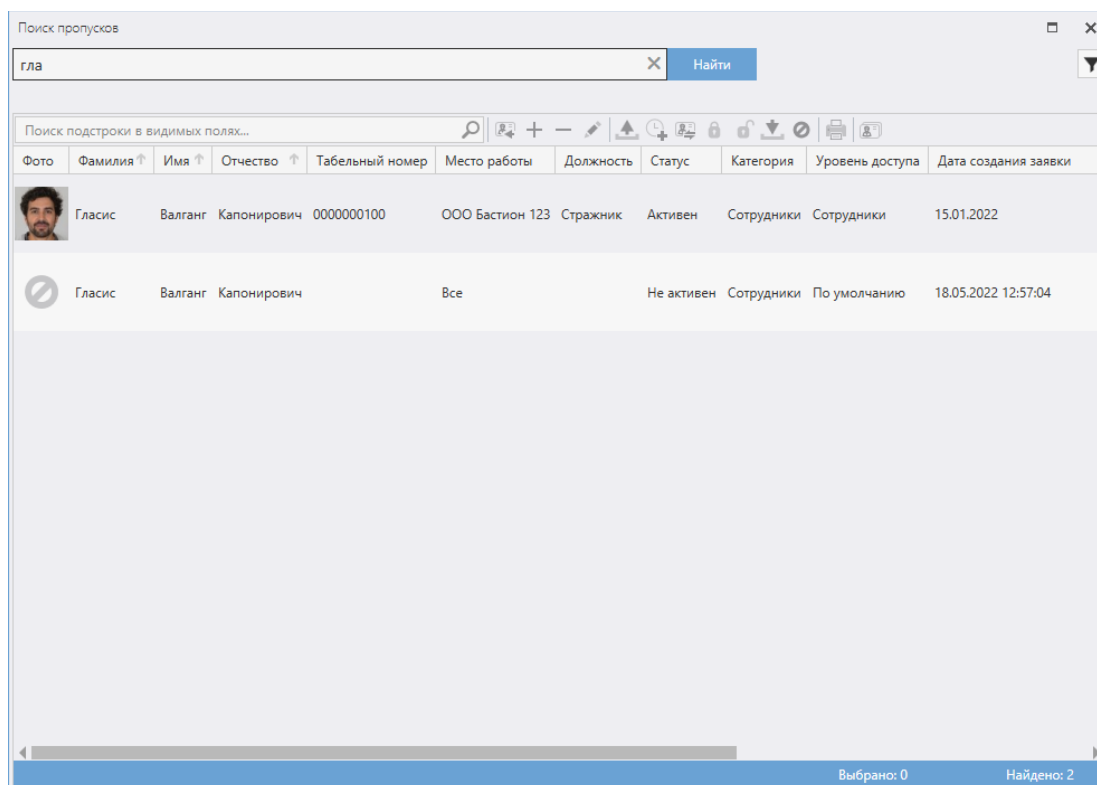 Поиск пропусков
гла Найти
Поиск подстроки в видимых полях...
Фото Фамилия Имя Отчество Табельный номер Место работы Должность Статус Категория Уровень доступа Дата создания заявки
Гласис Валганг Капонирович 0000000100 ООО Бастион 123 Стражник Активен Сотрудники Сотрудники 15.01.2022
Гласис Валганг Капонирович Все Не активен Сотрудники По умолчанию 18.05.2022 12:57:04
Выбрано: 0 Найдено: 2